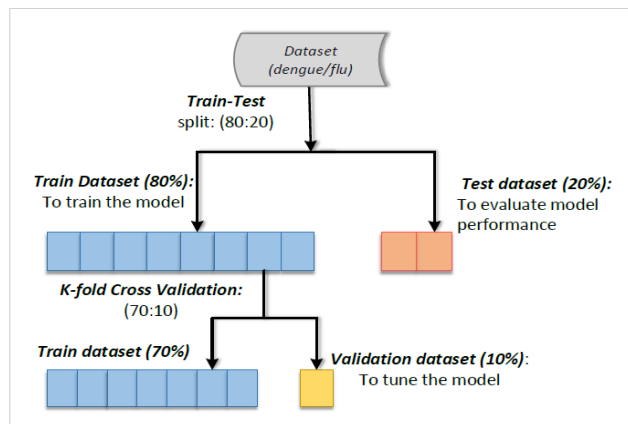 Dataset
(dengue/flu)
Train-Test
split: (80:20)
Train Dataset (80%):
To train the model
Test dataset (20%):
To evaluate model
performance
K-fold Cross Validation:
(70:10)
Train dataset (70%)
Validation dataset (10%):
To tune the model